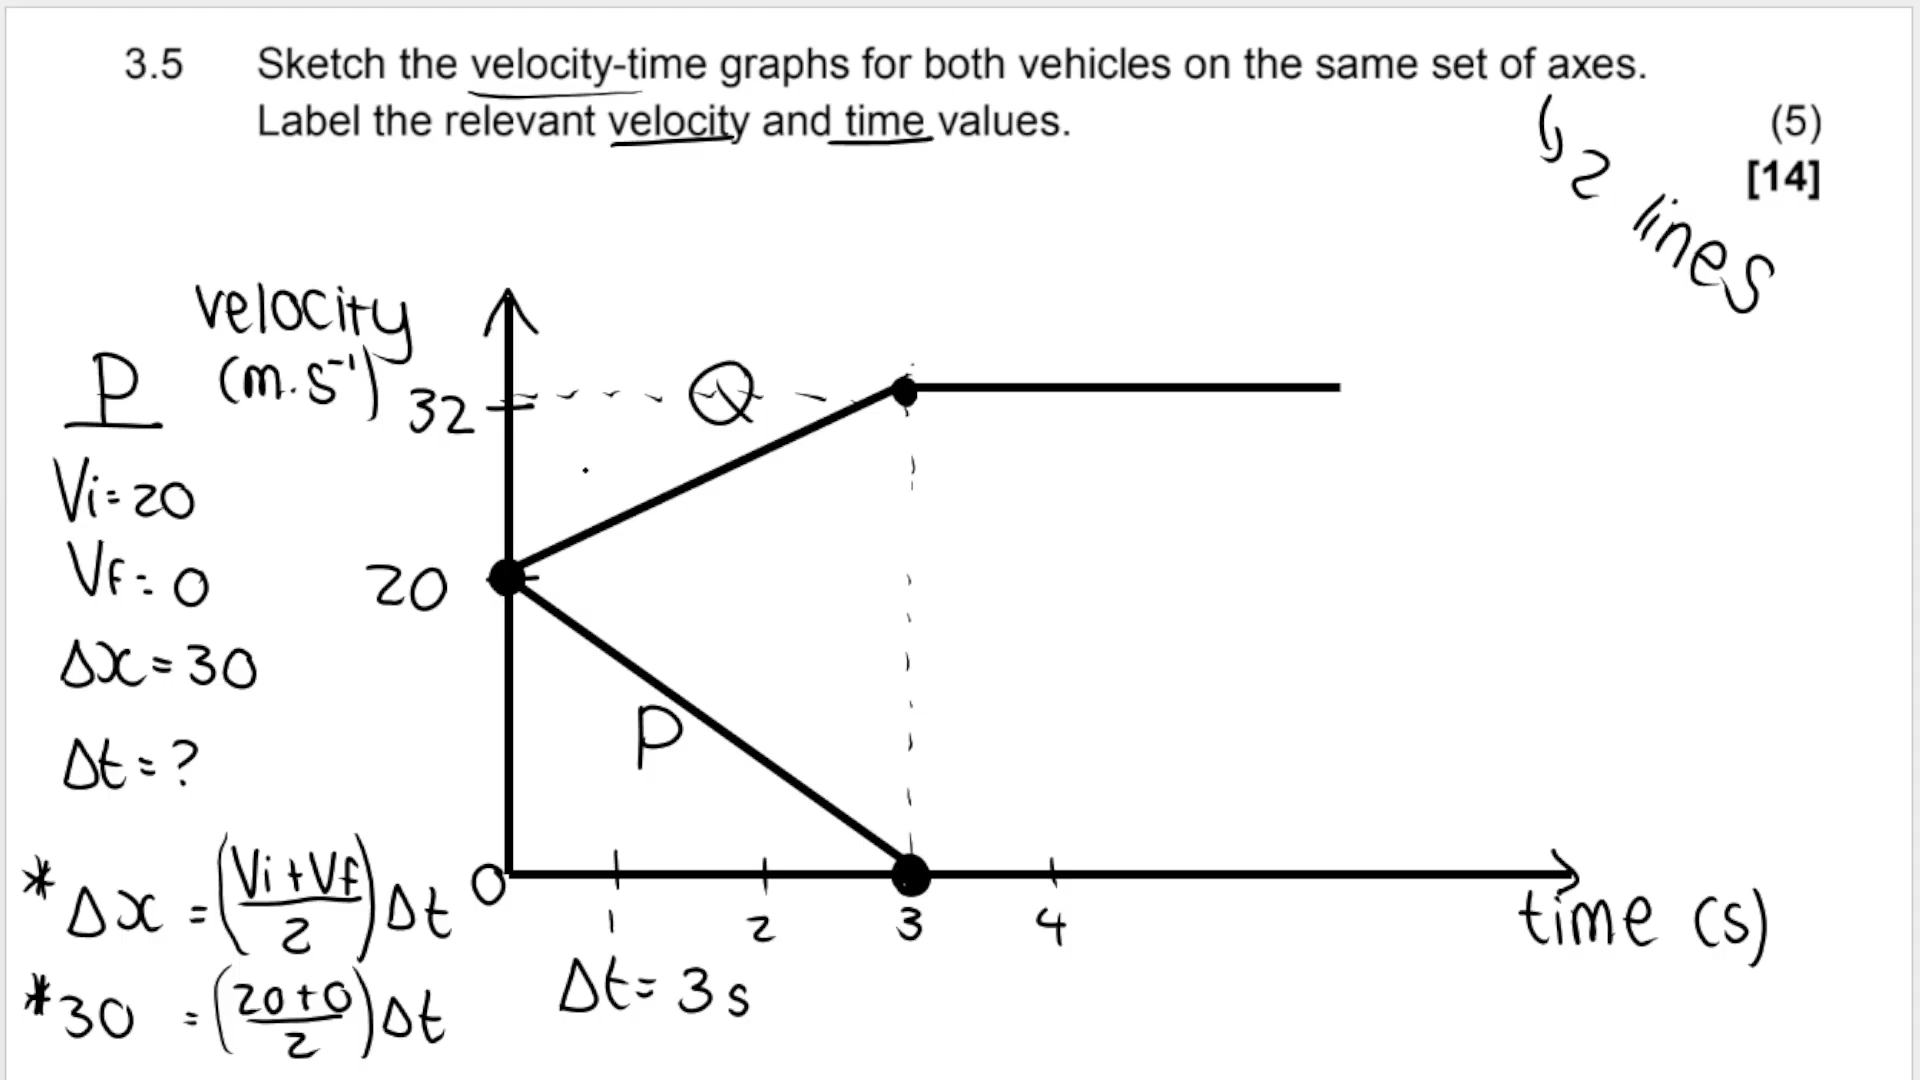 3.5 Sketch the velocity-time graphs for both vehicles on the same set of axes.
Label the relevant velocity and time values. (5)
[14]
2 lines
velocity
(m.s⁻¹)
P
32
Q
Vi=20
Vf=0
20
Δx=30
P
Δt=?
0
1 2 3 4
time (s)
* Δx = (Vi+Vf/2)Δt
* 30 = (20+0/2)Δt
Δt= 3s